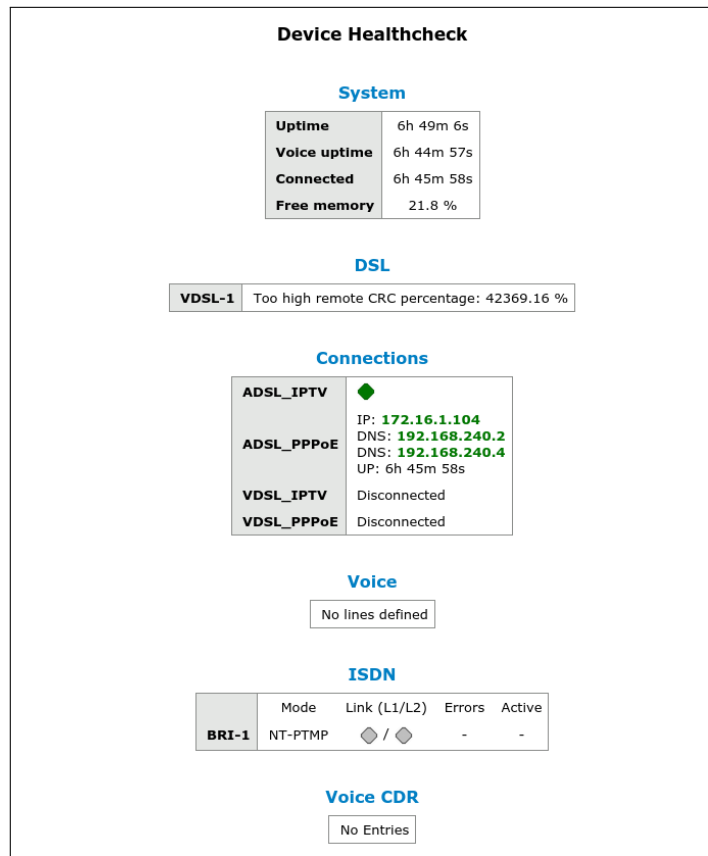 Device Healthcheck
System
Uptime 6h 49m 6s
Voice uptime 6h 44m 57s
Connected 6h 45m 58s
Free memory 21.8 %
DSL
VDSL-1 Too high remote CRC percentage: 42369.16 %
Connections
ADSL_IPTV
ADSL_PPPoE
IP: 172.16.1.104
DNS: 192.168.240.2
DNS: 192.168.240.4
UP: 6h 45m 58s
VDSL_IPTV Disconnected
VDSL_PPPoE Disconnected
Voice
No lines defined
ISDN
Mode Link (L1/L2) Errors Active
BRI-1 NT-PTMP / - -
Voice CDR
No Entries